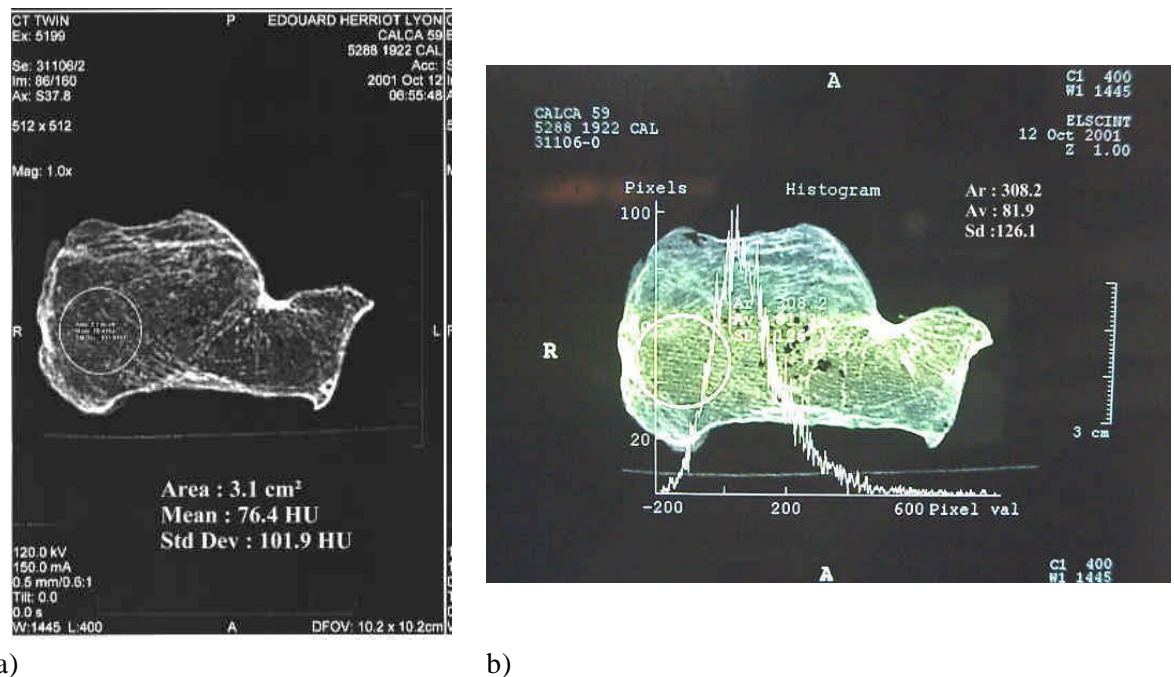 CT TWIN
P
EDOUARD HERRIOT LYON
Ex: 5199
CALCA 59
5288 1922 CAL
Se: 31106/2
Acc:
Im: 86/160
2001 Oct 12
Ax: S37.8
06:55:48
512 x 512
Mag: 1.0x
R
L
Area : 3.1 cm²
Mean : 76.4 HU
Std Dev : 101.9 HU
120.0 kV
150.0 mA
0.5 mm/0.6:1
Tilt: 0.0
0.0 s
W:1445 L:400
A
DFOV: 10.2 x 10.2cm
a)
A
C1 400
W1 1445
CALCA 59
5288 1922 CAL
31106-0
ELSCINT
12 Oct 2001
Z 1.00
Pixels
Histogram
Ar : 308.2
Av : 81.9
Sd :126.1
100
Ar : 308.2
R
20
3 cm
-200
200
600 Pixel val
A
C1 400
W1 1445
b)